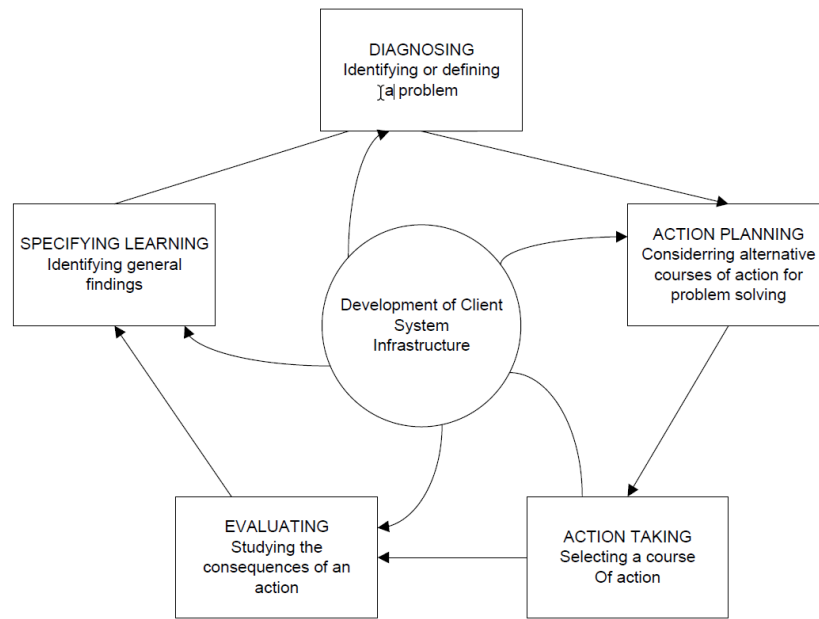 DIAGNOSING
Identifying or defining
a problem
SPECIFYING LEARNING
Identifying general
findings
ACTION PLANNING
Considerring alternative
courses of action for
problem solving
Development of Client
System
Infrastructure
EVALUATING
Studying the
consequences of an
action
ACTION TAKING
Selecting a course
Of action